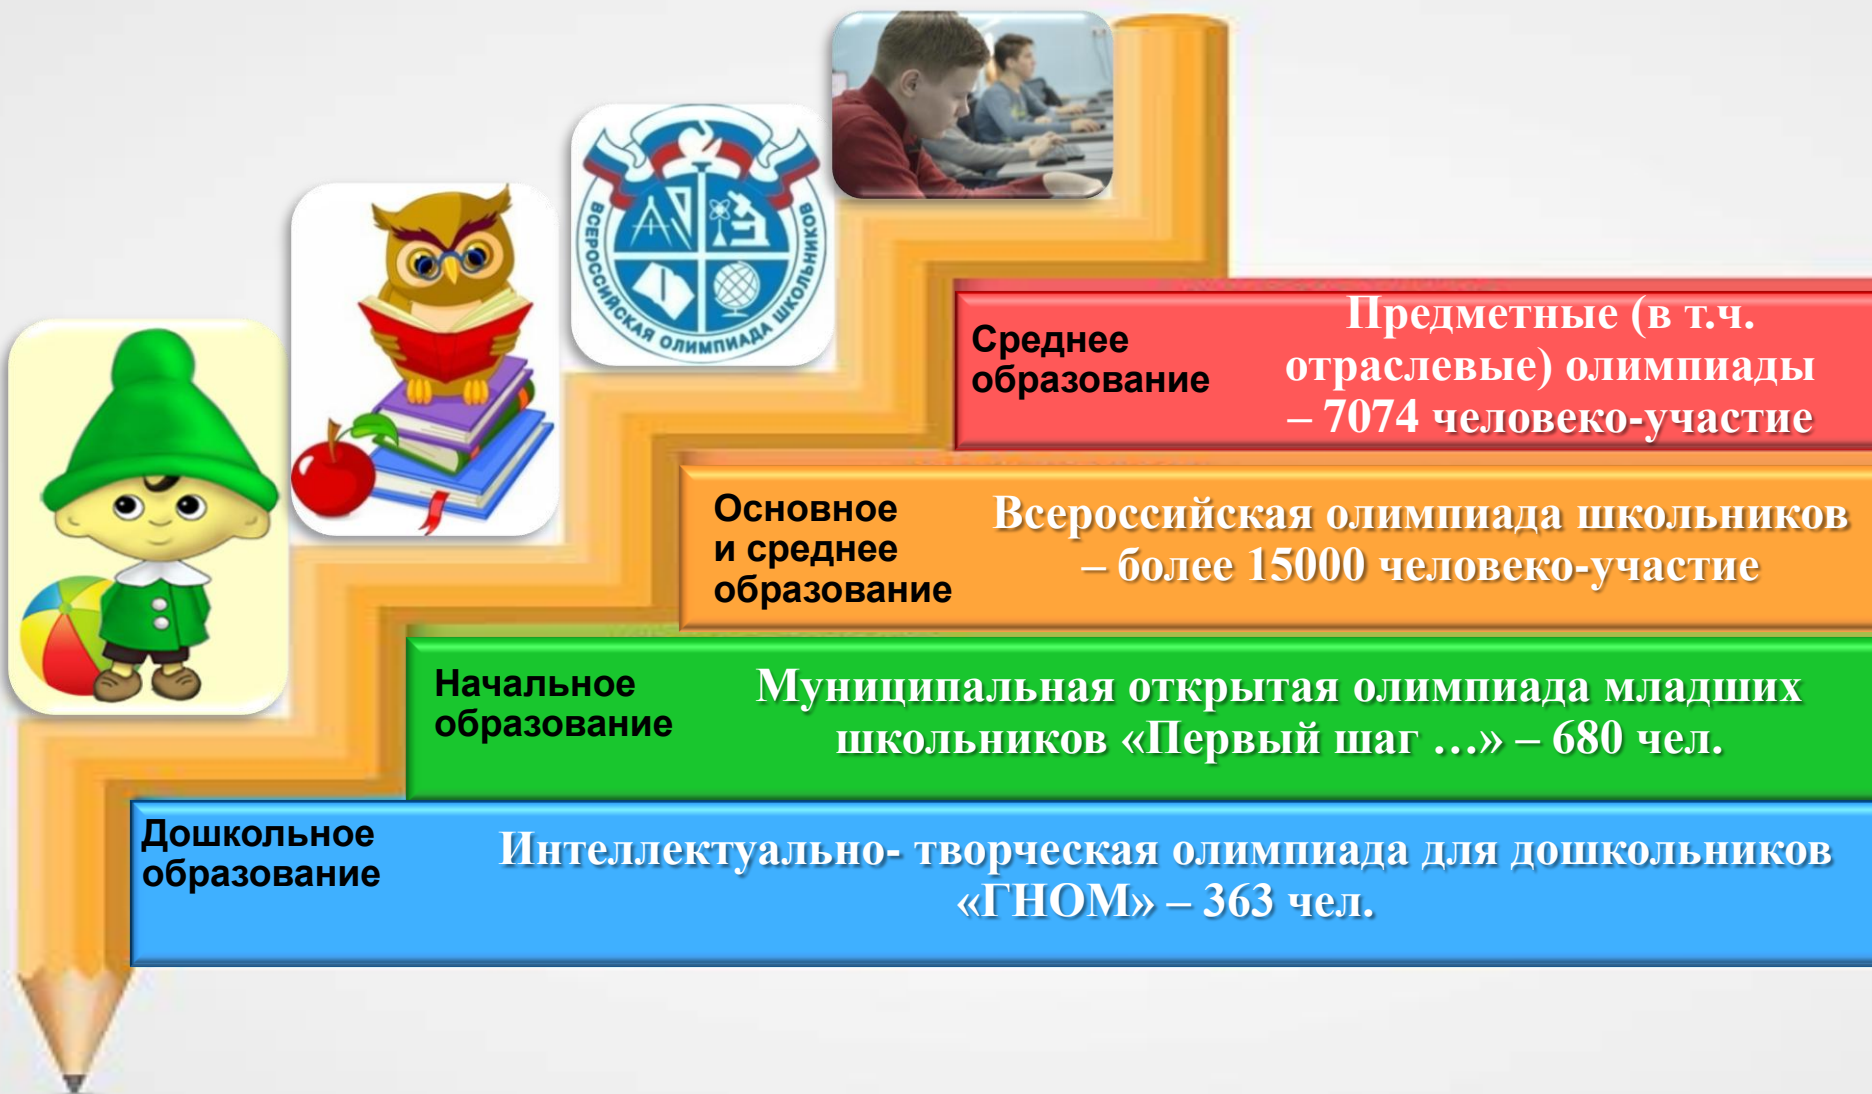 ВСЕРОССИЙСКАЯ ОЛИМПИАДА ШКОЛЬНИКОВ
Среднее
образование
Предметные (в т.ч.
отраслевые) олимпиады
– 7074 человеко-участие
Основное
и среднее
образование
Всероссийская олимпиада школьников
– более 15000 человеко-участие
Начальное
образование
Муниципальная открытая олимпиада младших
школьников «Первый шаг ...» – 680 чел.
Дошкольное
образование
Интеллектуально- творческая олимпиада для дошкольников
«ГНОМ» – 363 чел.